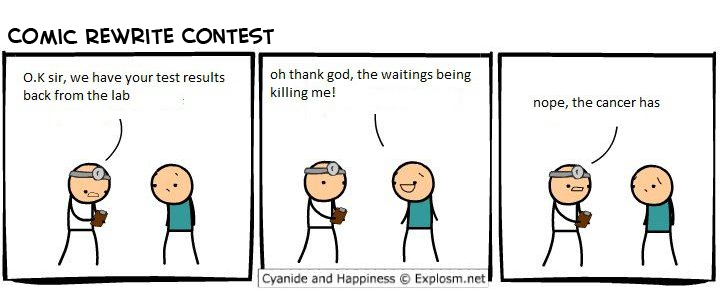 COMIC REWRITE CONTEST
O.K sir, we have your test results
back from the lab
oh thank god, the waitings being
killing me!
nope, the cancer has
Cyanide and Happiness © Explosm.net